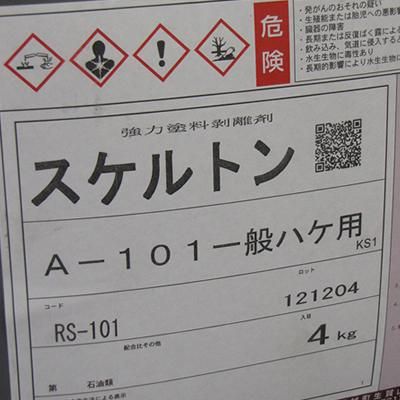 危険
・発がんのおそれの疑い
・生殖能または胎児への悪影響
・臓器の障害
・長期または反復ばく露による
・飲み込み、気道に侵入すると
・水生生物に毒性あり
・長期的影響により水生生物に
強力塗料剥離剤
スケルトン
A－101一般ハケ用
KS1
コード
ロット
RS-101
121204
配合比その他
入目
4kg
第 石油類